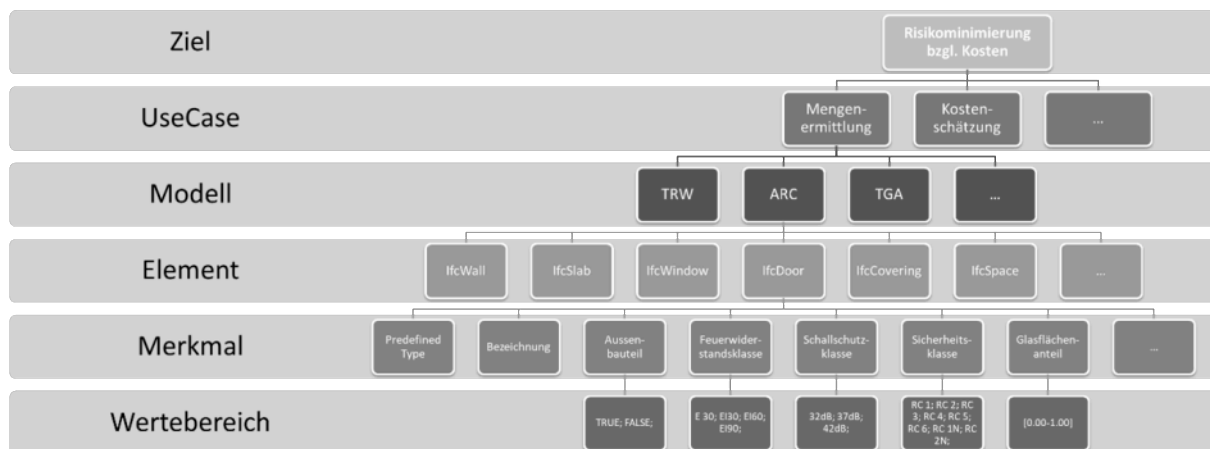 Ziel
Risikominimierung
bzgl. Kosten
UseCase
Mengen-
ermittlung
Kosten-
schätzung
...
Modell
TRW
ARC
TGA
...
Element
IfcWall
IfcSlab
IfcWindow
IfcDoor
IfcCovering
IfcSpace
...
Merkmal
Predefined
Type
Bezeichnung
Aussen-
bauteil
Feuerwider-
standsklasse
Schallschutz-
klasse
Sicherheits-
klasse
Glasflächen-
anteil
...
Wertebereich
TRUE; FALSE;
E 30; EI30; EI60;
EI90;
32dB; 37dB;
42dB;
RC 1; RC 2; RC
3; RC 4; RC 5;
RC 6; RC 1N; RC
2N;
[0.00-1.00]